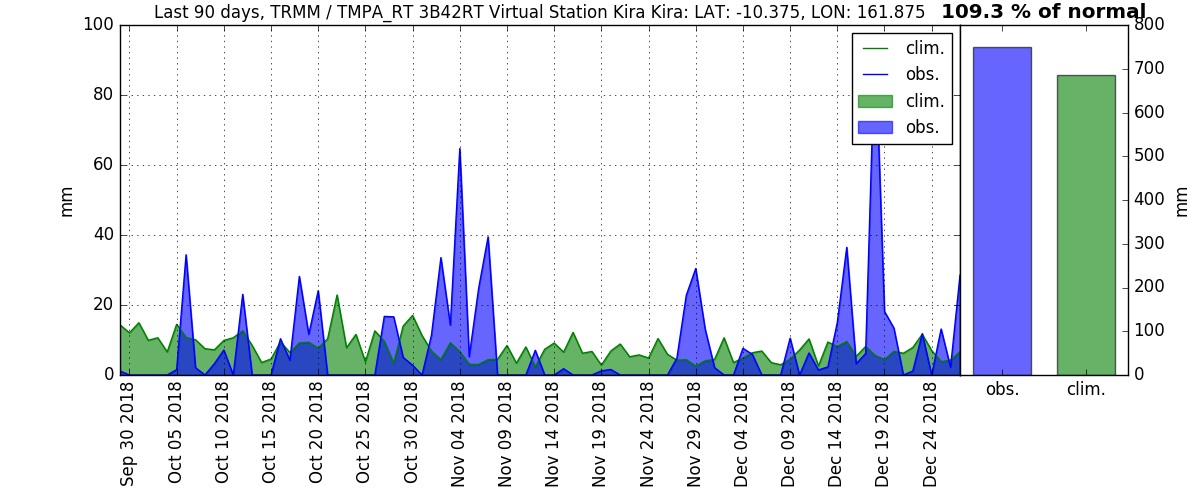 Last 90 days, TRMM / TMPA_RT 3B42RT Virtual Station Kira Kira: LAT: -10.375, LON: 161.875 109.3 % of normal
100
80
60
40
20
0
mm
clim.
obs.
clim.
obs.
800
700
600
500
400
300
200
100
0
mm
Sep 30 2018
Oct 05 2018
Oct 10 2018
Oct 15 2018
Oct 20 2018
Oct 25 2018
Oct 30 2018
Nov 04 2018
Nov 09 2018
Nov 14 2018
Nov 19 2018
Nov 24 2018
Nov 29 2018
Dec 04 2018
Dec 09 2018
Dec 14 2018
Dec 19 2018
Dec 24 2018
obs.
clim.